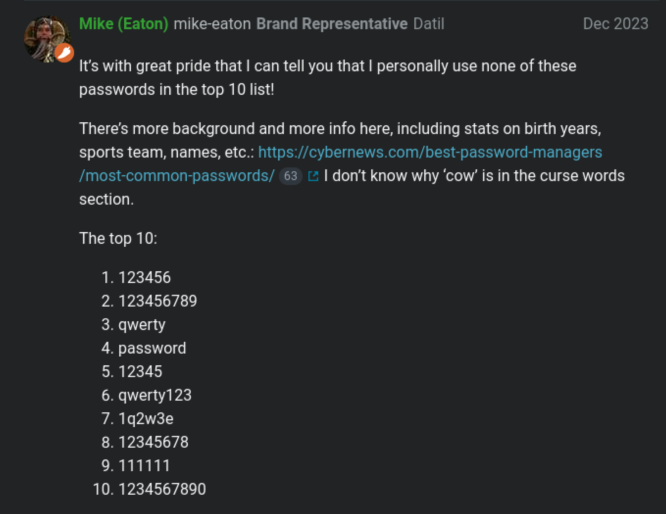 Mike (Eaton) mike-eaton Brand Representative Datil Dec 2023
It's with great pride that I can tell you that I personally use none of these
passwords in the top 10 list!
There's more background and more info here, including stats on birth years,
sports team, names, etc.: https://cybernews.com/best-password-managers
/most-common-passwords/ 63 I don't know why ‘cow’ is in the curse words
section.
The top 10:
1. 123456
2. 123456789
3. qwerty
4. password
5. 12345
6. qwerty123
7. 1q2w3e
8. 12345678
9. 111111
10. 1234567890